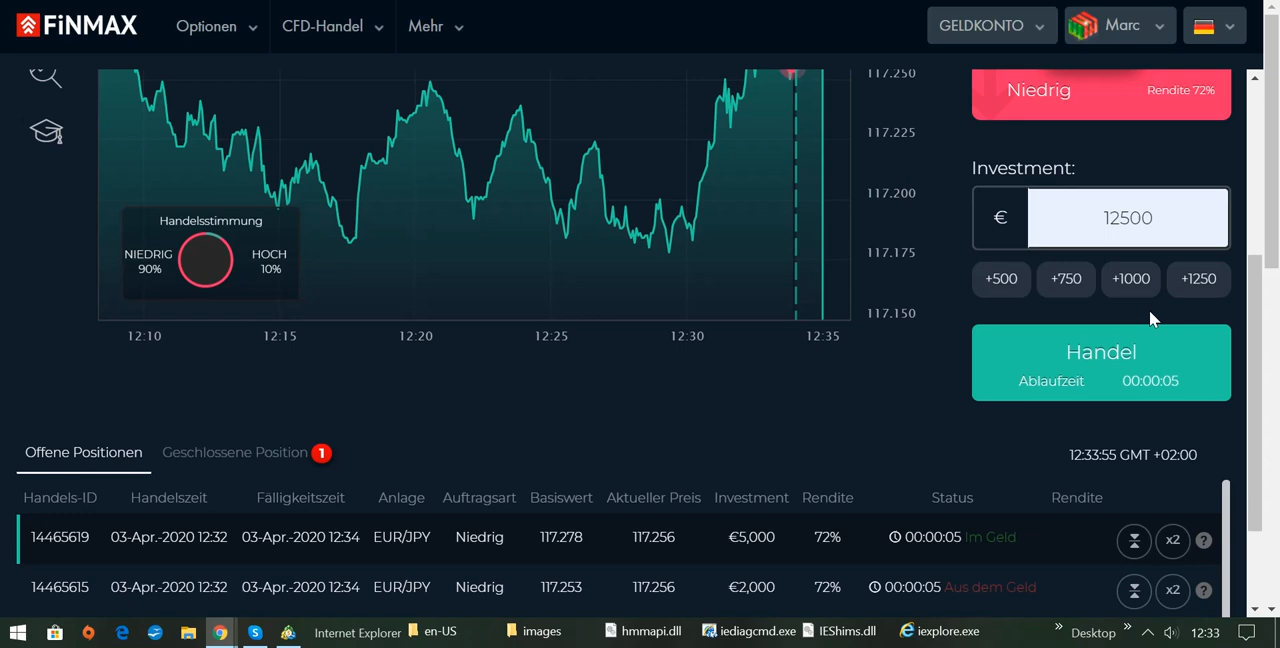 FiNMAX
Optionen
CFD-Handel
Mehr
GELDKONTO
Marc
117.250
117.225
117.200
117.175
117.150
Handelsstimmung
NIEDRIG
90%
HOCH
10%
12:10 12:15 12:20 12:25 12:30 12:35
Niedrig
Rendite 72%
Investment:
€ 12500
+500 +750 +1000 +1250
Handel
Ablaufzeit 00:00:05
Offene Positionen Geschlossene Position 1
12:33:55 GMT +02:00
Handels-ID Handelszeit Fälligkeitszeit Anlage Auftragsart Basiswert Aktueller Preis Investment Rendite Status Rendite
14465619 03-Apr.-2020 12:32 03-Apr.-2020 12:34 EUR/JPY Niedrig 117.278 117.256 €5,000 72% 00:00:05 Im Geld x2 ?
14465615 03-Apr.-2020 12:32 03-Apr.-2020 12:34 EUR/JPY Niedrig 117.253 117.256 €2,000 72% 00:00:05 Aus dem Geld x2 ?
Internet Explorer en-US images hmmapi.dll iediagcmd.exe IEShims.dll iexplore.exe » Desktop » 12:33